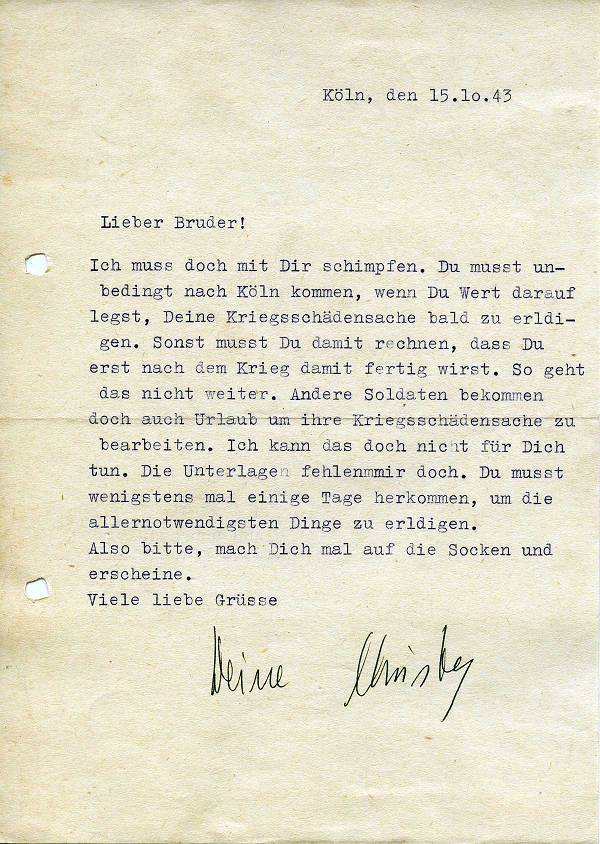 Köln, den 15.lo.43
Lieber Bruder!
Ich muss doch mit Dir schimpfen. Du musst un-
bedingt nach Köln kommen, wenn Du Wert darauf
legst, Deine Kriegsschädensache bald zu erldi-
gen. Sonst musst Du damit rechnen, dass Du
erst nach dem Krieg damit fertig wirst. So geht
das nicht weiter. Andere Soldaten bekommen
doch auch Urlaub um ihre Kriegsschädensache zu
bearbeiten. Ich kann das doch nicht für Dich
tun. Die Unterlagen fehlenmmir doch. Du musst
wenigstens mal einige Tage herkommen, um die
allernotwendigsten Dinge zu erldigen.
Also bitte, mach Dich mal auf die Socken und
erscheine.
Viele liebe Grüsse
Deine